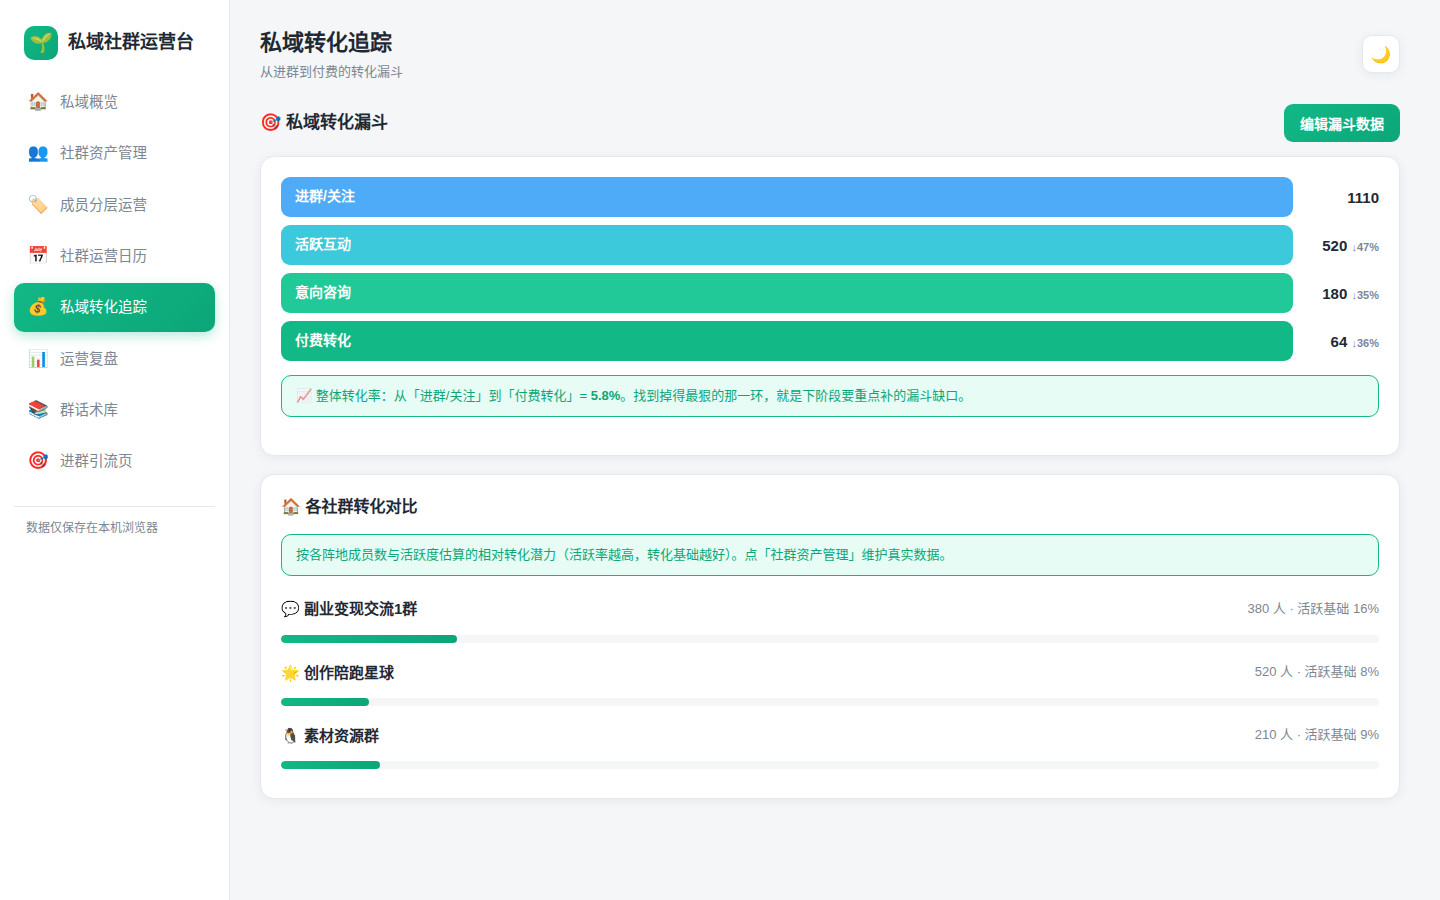 私域社群运营台
私域概览
社群资产管理
成员分层运营
社群运营日历
私域转化追踪
运营复盘
群话术库
进群引流页
数据仅保存在本机浏览器
私域转化追踪
从进群到付费的转化漏斗
私域转化漏斗
编辑漏斗数据
进群/关注 1110
活跃互动 520 ↓47%
意向咨询 180 ↓35%
付费转化 64 ↓36%
整体转化率：从「进群/关注」到「付费转化」= 5.8%。找到掉得最狠的那一环，就是下阶段要重点补的漏斗缺口。
各社群转化对比
按各阵地成员数与活跃度估算的相对转化潜力（活跃率越高，转化基础越好）。点「社群资产管理」维护真实数据。
副业变现交流1群 380 人 · 活跃基础 16%
创作陪跑星球 520 人 · 活跃基础 8%
素材资源群 210 人 · 活跃基础 9%